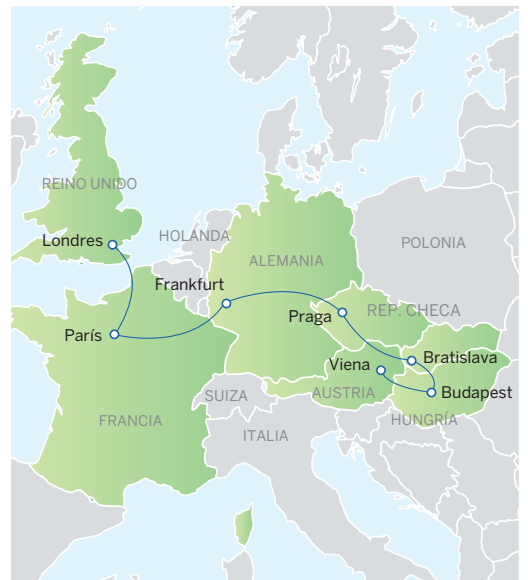 REINO UNIDO
Londres
HOLANDA
POLONIA
ALEMANIA
Frankfurt
REP. CHECA
Praga
París
Bratislava
Viena
Budapest
SUIZA
AUSTRIA
HUNGRÍA
FRANCIA
ITALIA